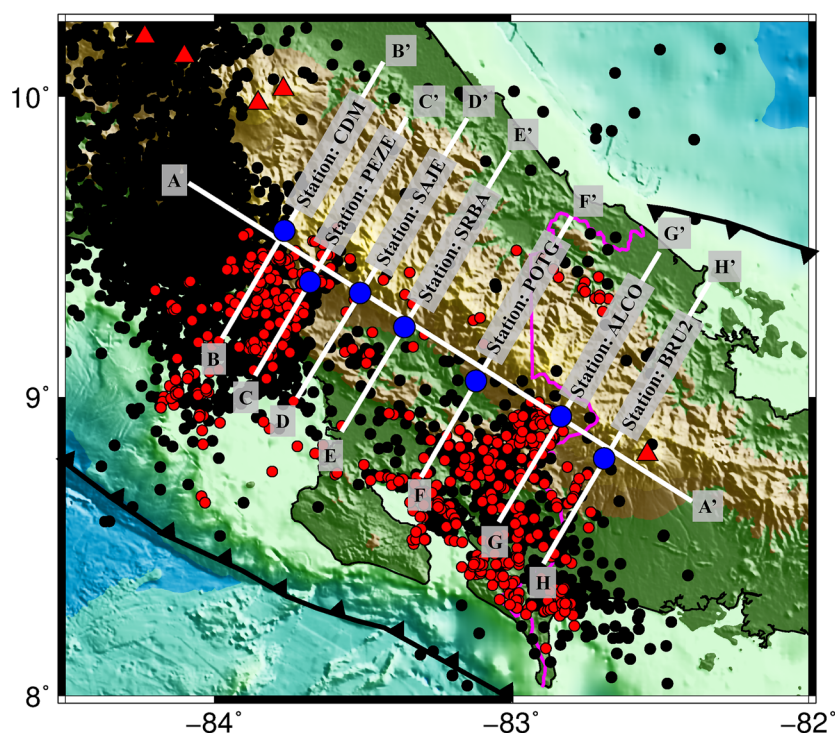 B'
C'
D'
E'
10°
A
Station: CDM
Station: PEZE
Station: SAJE
Station: SRBA
F'
G'
H'
Station: POTG
Station: ALCO
Station: BRU2
B
C
D
E
F
G
H
A'
9°
8°
−84°
−83°
−82°